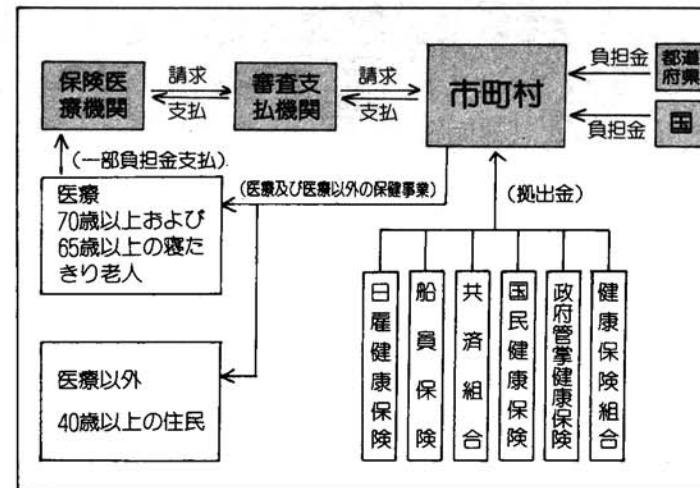 保険医
療機関
請求
支払
審査支
払機関
請求
支払
市町村
負担金
都道
府県
負担金
国
(一部負担金支払)
(医療及び医療以外の保健事業)
(拠出金)
医療
70歳以上および
65歳以上の寝た
きり老人
医療以外
40歳以上の住民
日雇健康保険
船員保険
共済組合
国民健康保険
政府管掌健康保険
健康保険組合